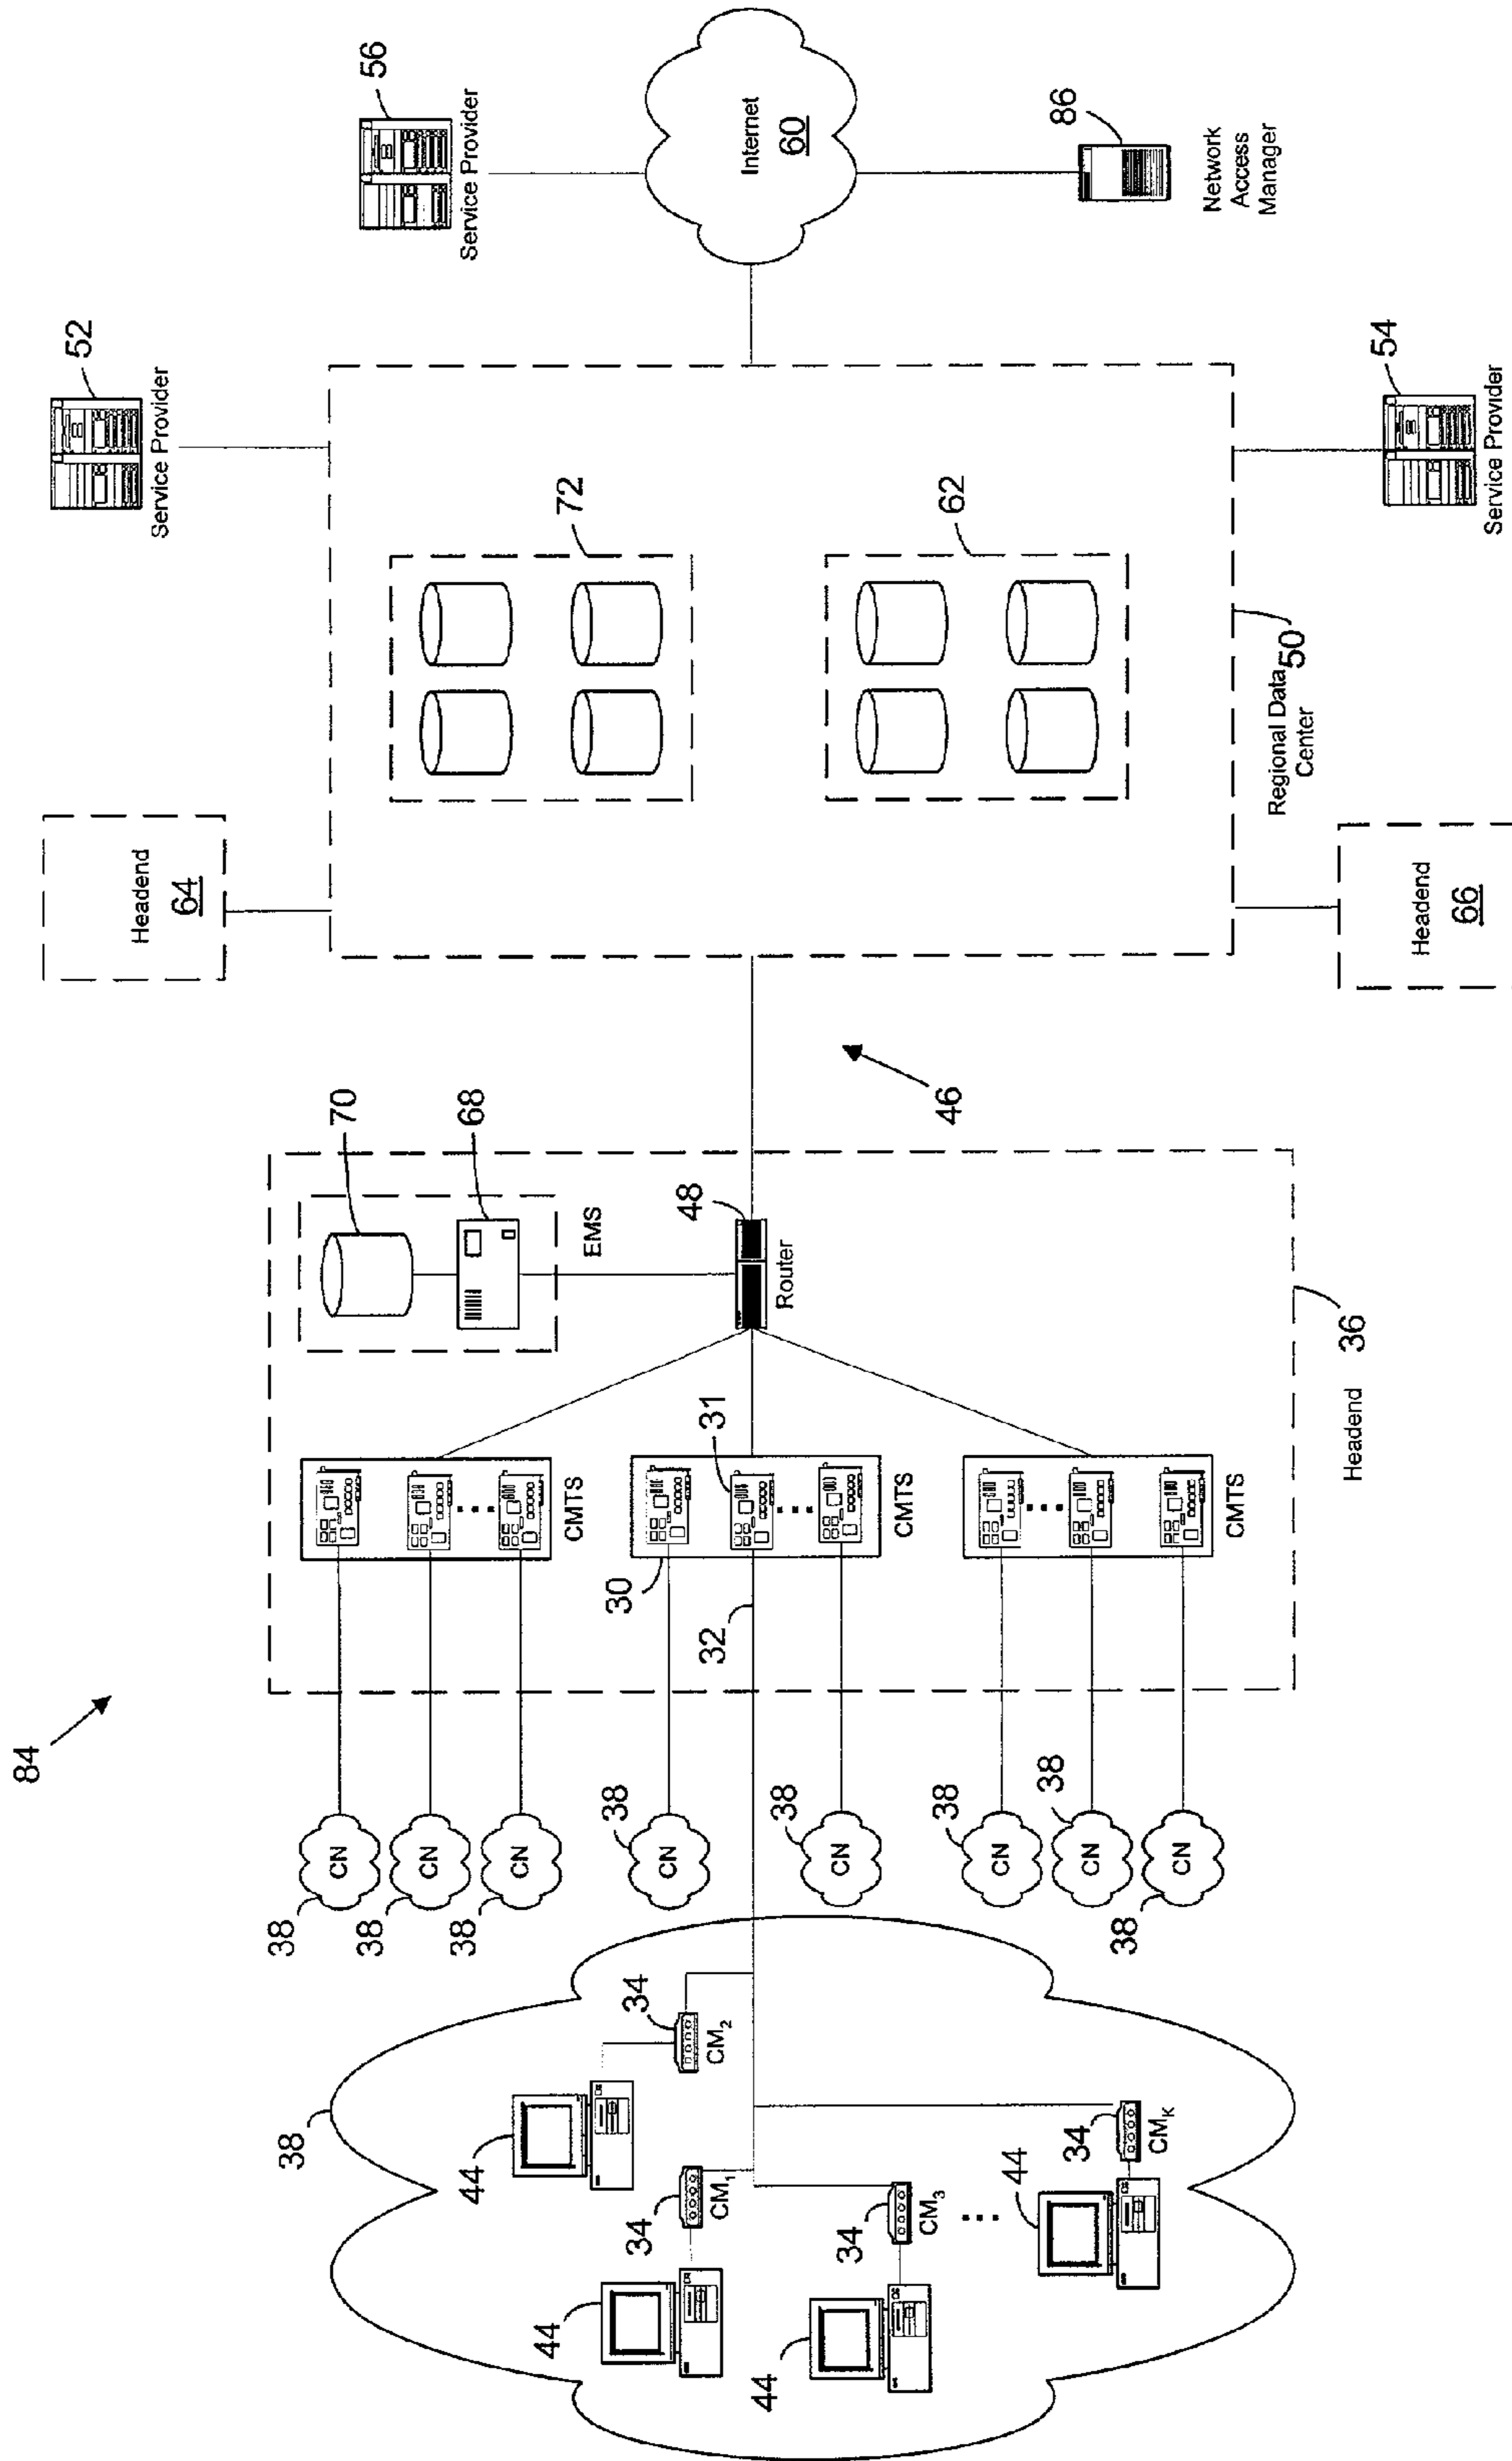 84
38
44
34
CM₂
44
34
CM₁
44
34
CM₃
...
44
34
CMK
38
CN
38
CN
38
CN
38
CN
38
CN
38
CN
38
CN
38
CN
32
30
31
CMTS
CMTS
CMTS
70
68
EMS
48
Router
36
Headend
46
Headend
64
Headend
66
72
62
Regional Data
Center
50
52
Service Provider
54
Service Provider
56
Service Provider
Internet
60
86
Network
Access
Manager